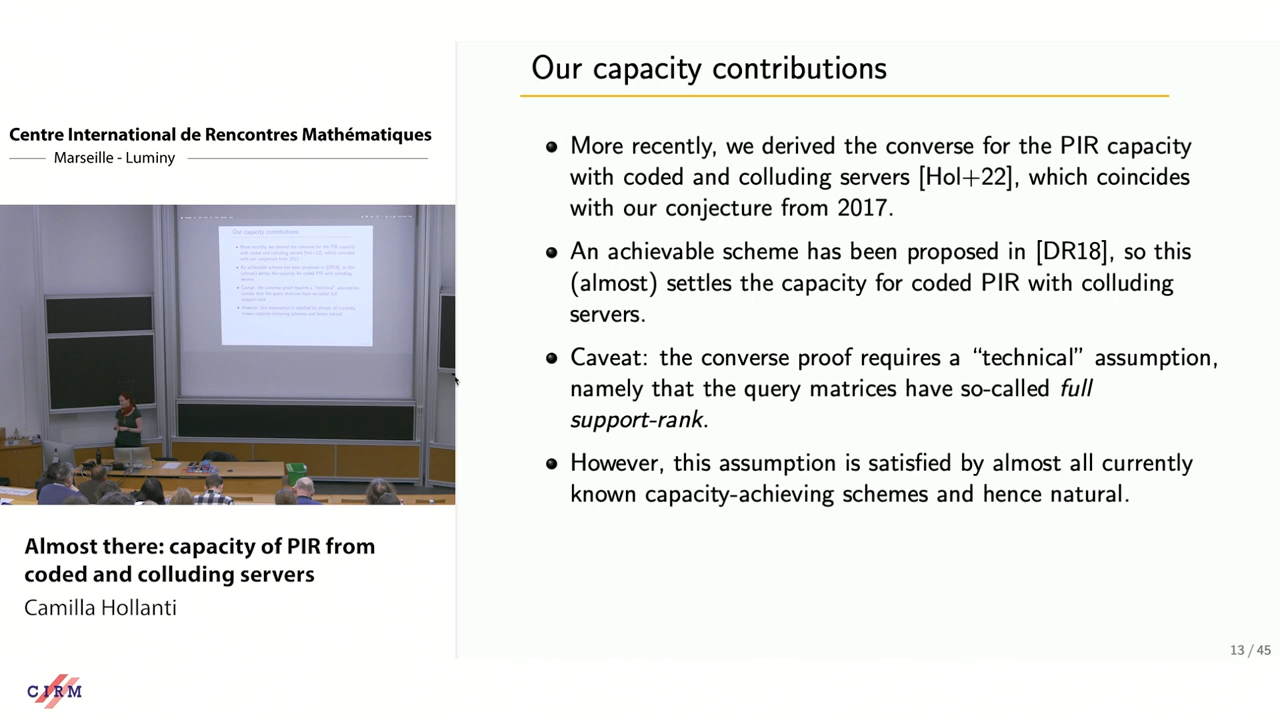 Centre International de Rencontres Mathématiques
Marseille - Luminy
Our capacity contributions
Almost there: capacity of PIR from
coded and colluding servers
Camilla Hollanti
CIRM
Our capacity contributions
More recently, we derived the converse for the PIR capacity
with coded and colluding servers [Hol+22], which coincides
with our conjecture from 2017.
An achievable scheme has been proposed in [DR18], so this
(almost) settles the capacity for coded PIR with colluding
servers.
Caveat: the converse proof requires a “technical” assumption,
namely that the query matrices have so-called full
support-rank.
However, this assumption is satisfied by almost all currently
known capacity-achieving schemes and hence natural.
13 / 45